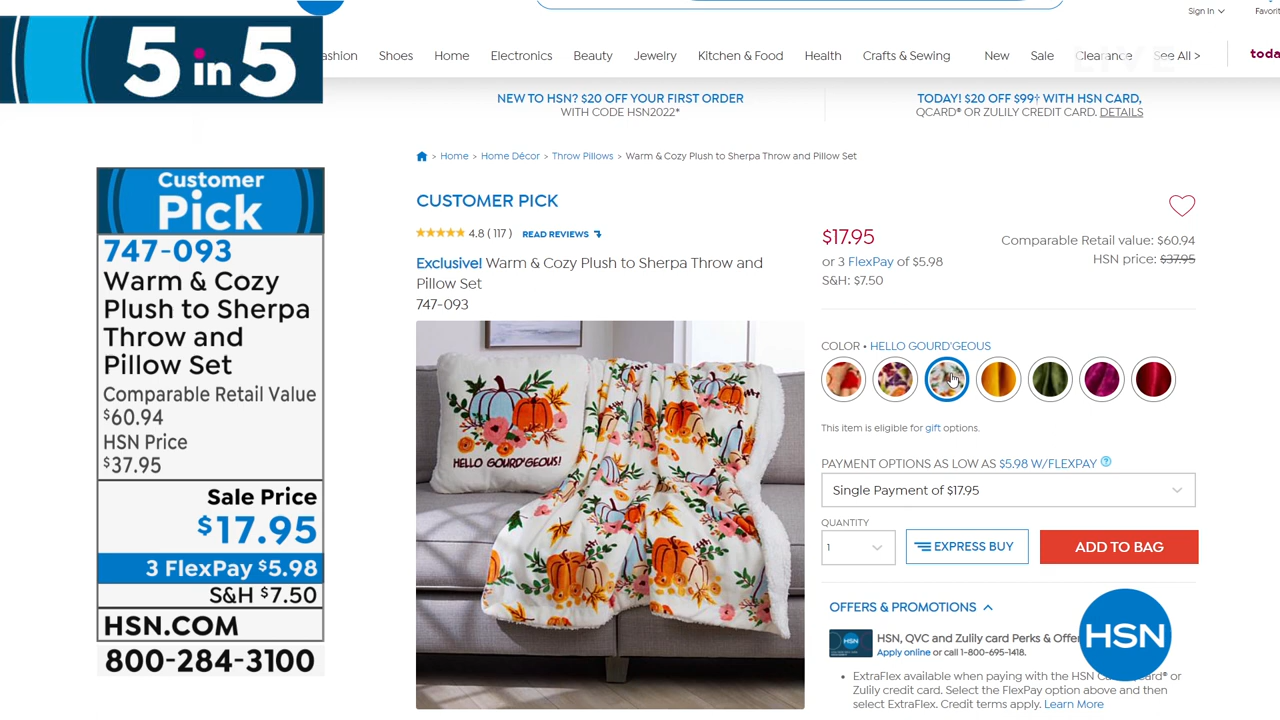 5 in 5
Customer
Pick
747-093
Warm & Cozy
Plush to Sherpa
Throw and
Pillow Set
Comparable Retail Value
$60.94
HSN Price
$37.95
Sale Price
$17.95
3 FlexPay $5.98
S&H $7.50
HSN.COM
800-284-3100
Sign In
Shoes Home Electronics Beauty Jewelry Kitchen & Food Health Crafts & Sewing New Sale Clearance See All >
NEW TO HSN? $20 OFF YOUR FIRST ORDER
WITH CODE HSN2022*
TODAY! $20 OFF $99† WITH HSN CARD,
QCARD® OR ZULILY CREDIT CARD. DETAILS
> Home > Home Décor > Throw Pillows > Warm & Cozy Plush to Sherpa Throw and Pillow Set
CUSTOMER PICK
4.8 ( 117 ) READ REVIEWS
Exclusive! Warm & Cozy Plush to Sherpa Throw and
Pillow Set
747-093
HELLO GOURD'GEOUS!
$17.95
or 3 FlexPay of $5.98
S&H: $7.50
Comparable Retail value: $60.94
HSN price: $37.95
COLOR • HELLO GOURD'GEOUS
This item is eligible for gift options.
PAYMENT OPTIONS AS LOW AS $5.98 W/FLEXPAY ?
Single Payment of $17.95
QUANTITY
1
EXPRESS BUY
ADD TO BAG
OFFERS & PROMOTIONS
HSN
HSN, QVC and Zulily card Perks & Offe
Apply online or call 1-800-695-1418.
• ExtraFlex available when paying with the HSN
Zulily credit card. Select the FlexPay option above and then
select ExtraFlex. Credit terms apply. Learn More
HSN